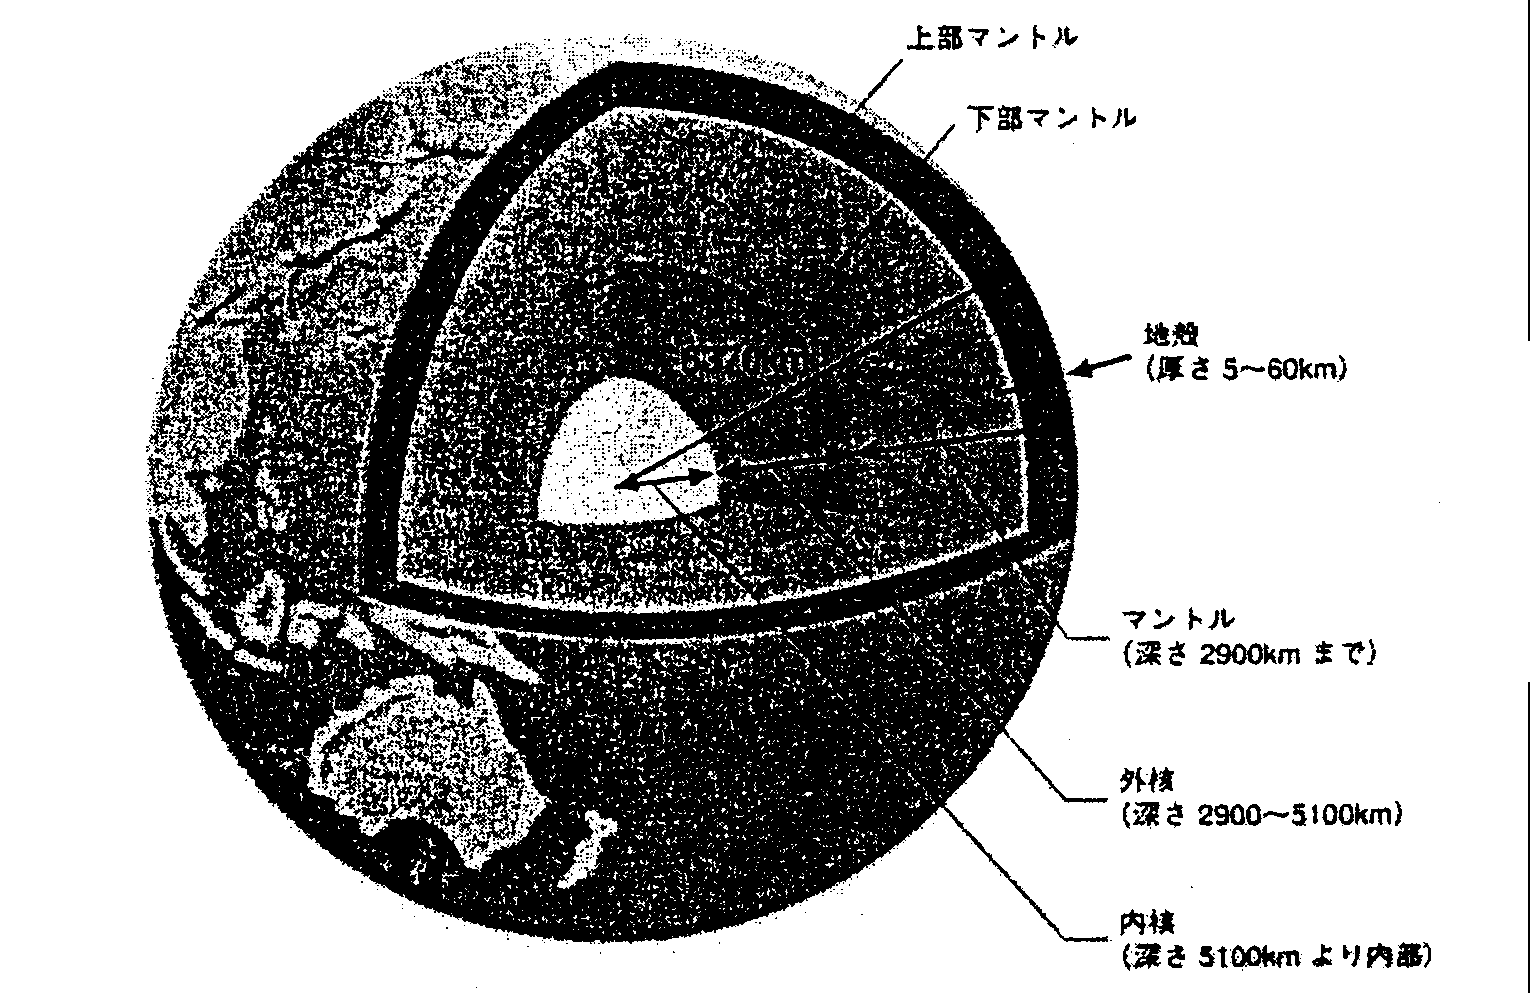 上部マントル
下部マントル
地殻
(厚さ 5〜60km)
マントル
(深さ 2900km まで)
外核
(深さ 2900〜5100km)
内核
(深さ 5100km より内部)